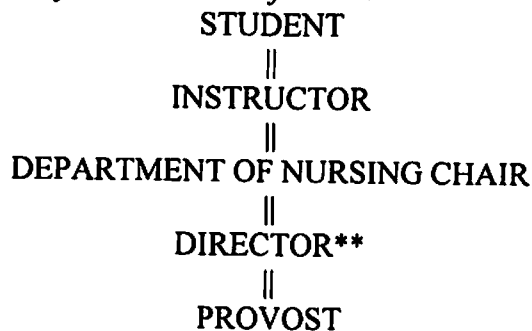 STUDENT
||
INSTRUCTOR
||
DEPARTMENT OF NURSING CHAIR
||
DIRECTOR**
||
PROVOST